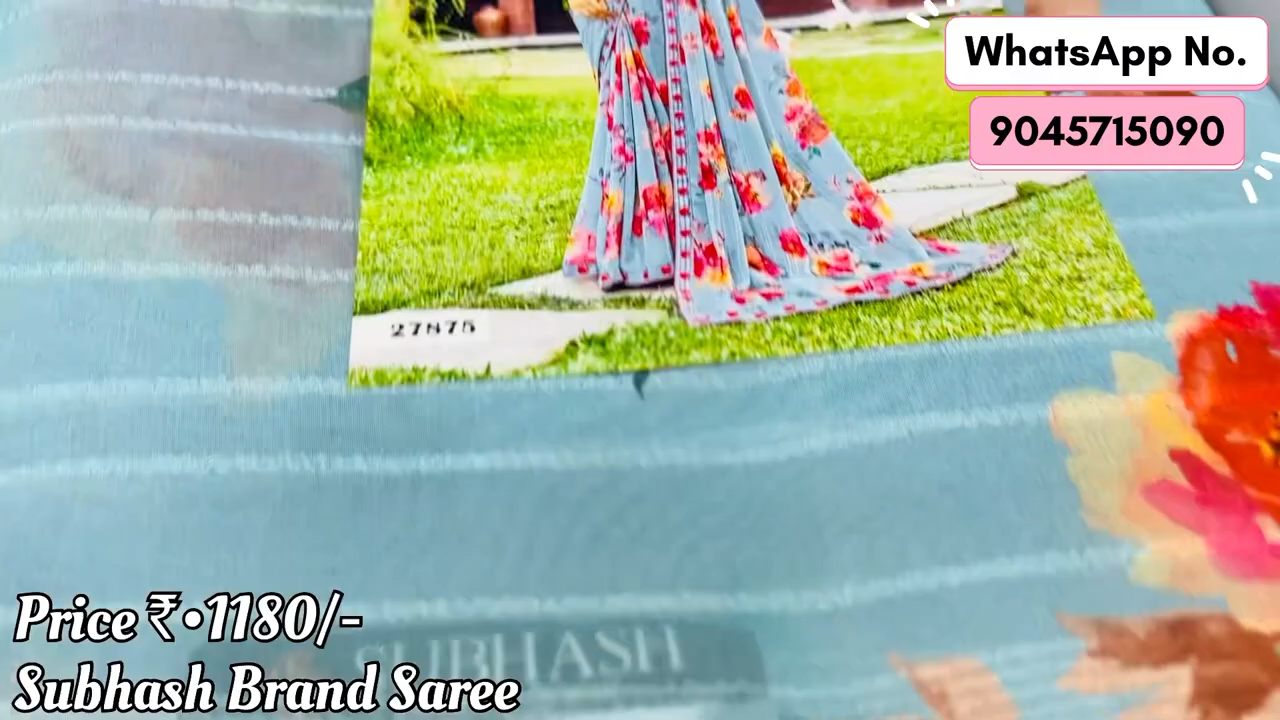 WhatsApp No.
9045715090
27875
Price ₹•1180/-
SUBHASH
Subhash Brand Saree